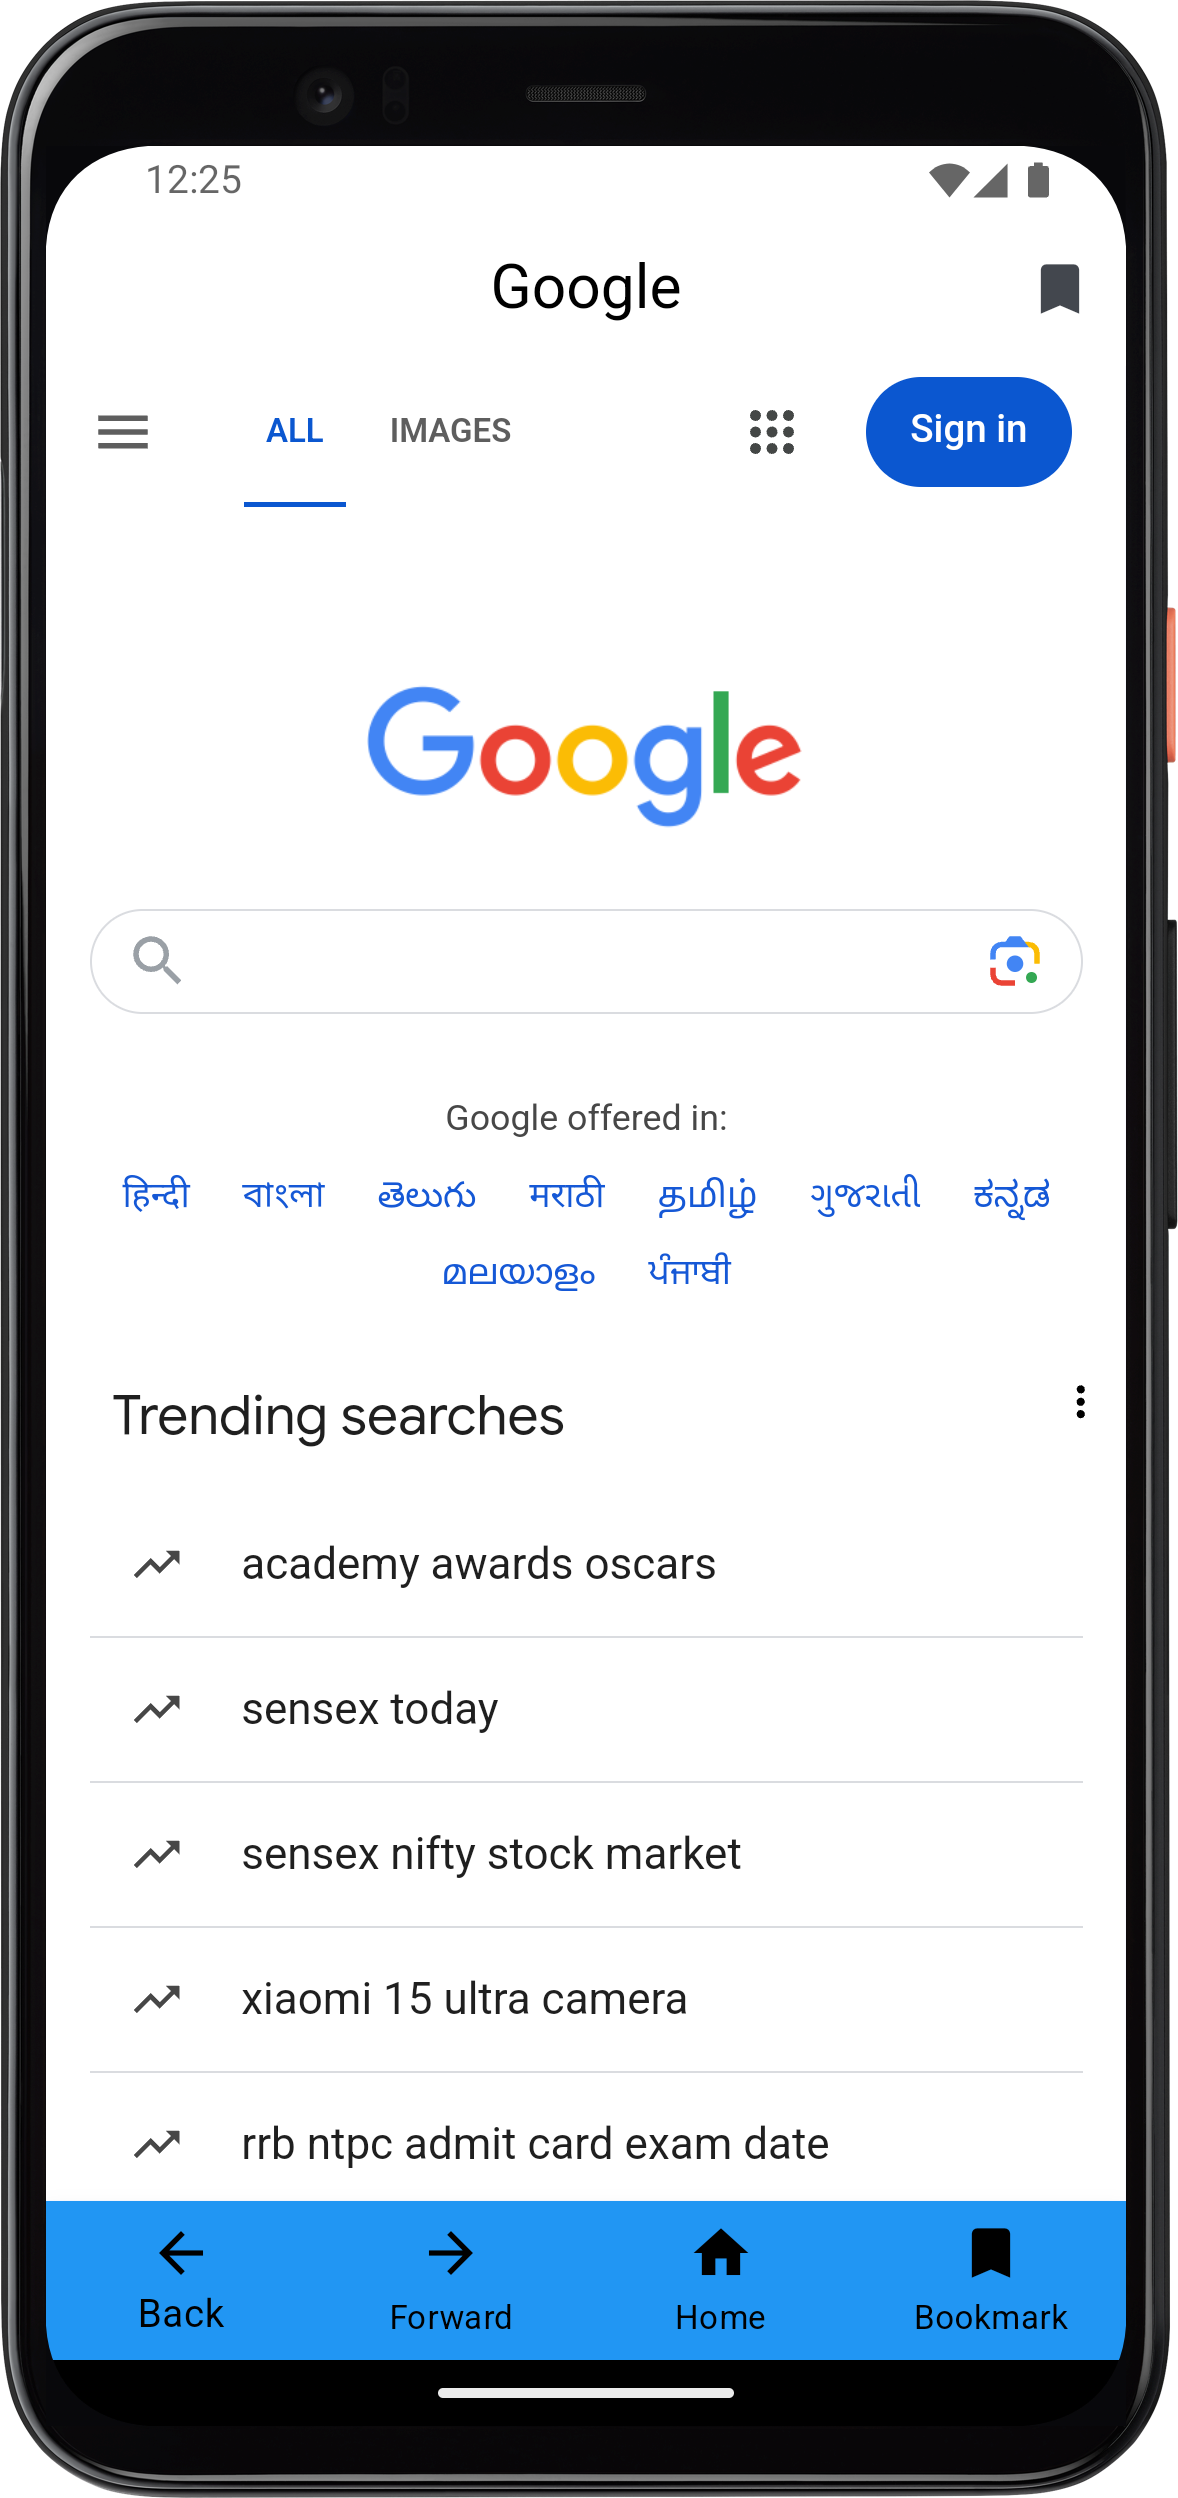 12:25
Google
ALL IMAGES Sign in
Google
Google offered in:
हिन्दी বাংলা తెలుగు मराठी தமிழ் ગુજરાતી ಕನ್ನಡ
മലയാളം ਪੰਜਾਬੀ
Trending searches
academy awards oscars
sensex today
sensex nifty stock market
xiaomi 15 ultra camera
rrb ntpc admit card exam date
Back Forward Home Bookmark